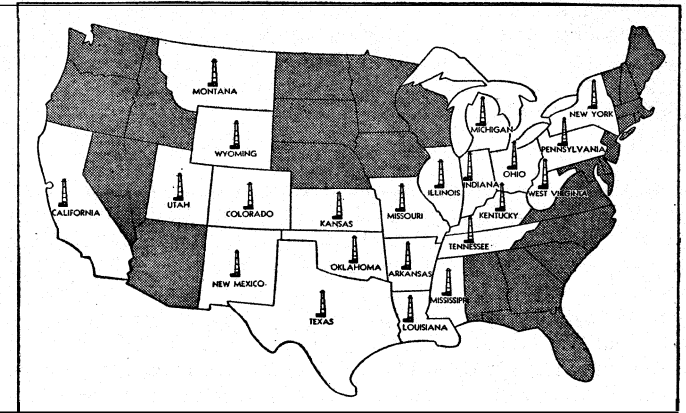 MONTANA
NEW YORK
MICHIGAN
WYOMING
PENNSYLVANIA
OHIO
ILLINOIS
INDIANA
WEST VIRGINIA
UTAH
CALIFORNIA
COLORADO
KANSAS
MISSOURI
KENTUCKY
TENNESSEE
OKLAHOMA
ARKANSAS
NEW MEXICO
MISSISSIPPI
TEXAS
LOUISIANA